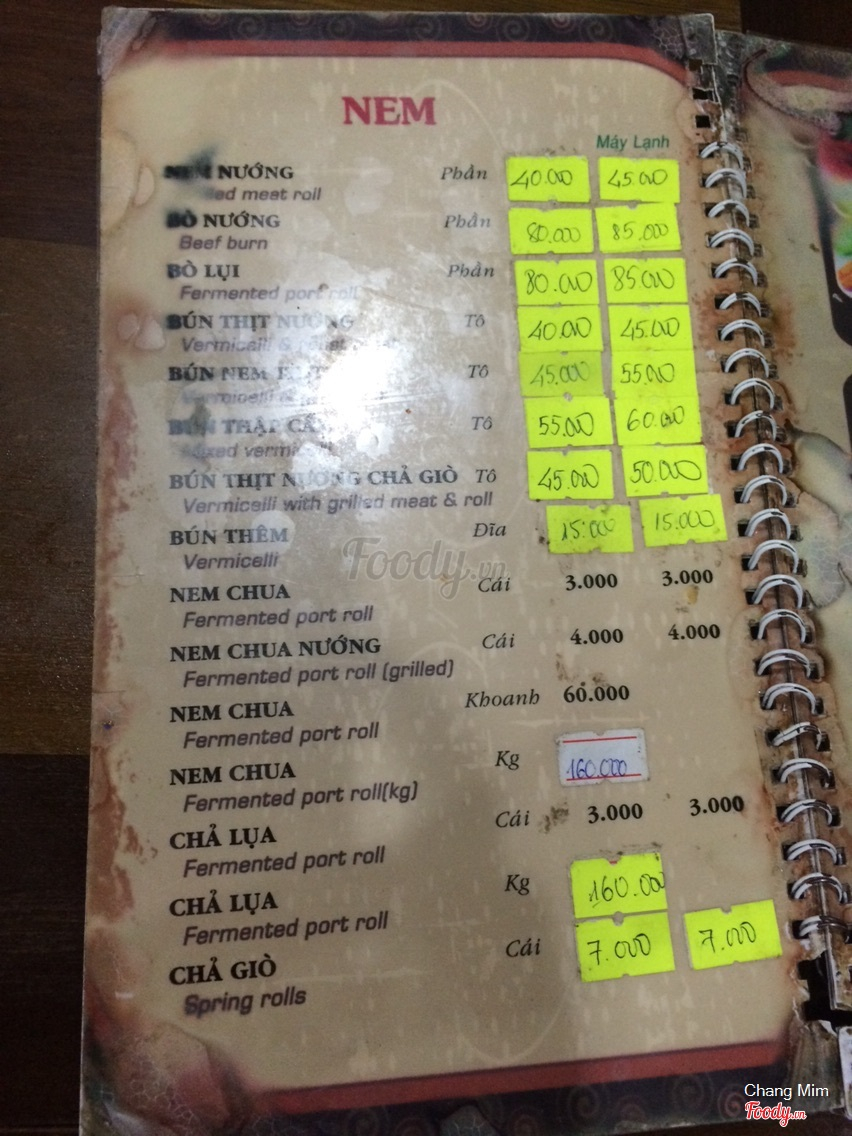 NEM
Máy Lạnh
NEM NƯỚNG Phần 40.000 45.000
meat roll
BÒ NƯỚNG Phần 80.000 85.000
Beef burn
BÒ LỤI Phần 80.000 85.000
Fermented port roll
BÚN THỊT NƯỚNG Tô 40.000 45.000
Vermicelli &
BÚN NEM Tô 45.000 55.000
Vermicelli &
BÚN THẬP CẨM Tô 55.000 60.000
Mixed vermicelli
BÚN THỊT NƯỚNG CHẢ GIÒ Tô 45.000 50.000
Vermicelli with grilled meat & roll
BÚN THÊM Đĩa 15.000 15.000
Vermicelli
NEM CHUA Cái 3.000 3.000
Fermented port roll
NEM CHUA NƯỚNG Cái 4.000 4.000
Fermented port roll (grilled)
NEM CHUA Khoanh 60.000
Fermented port roll
NEM CHUA Kg 160.000
Fermented port roll(kg)
CHẢ LỤA Cái 3.000 3.000
Fermented port roll
CHẢ LỤA Kg 160.000
Fermented port roll
CHẢ GIÒ Cái 7.000 7.000
Spring rolls
Foody.vn
Chang Mim
Foody.vn